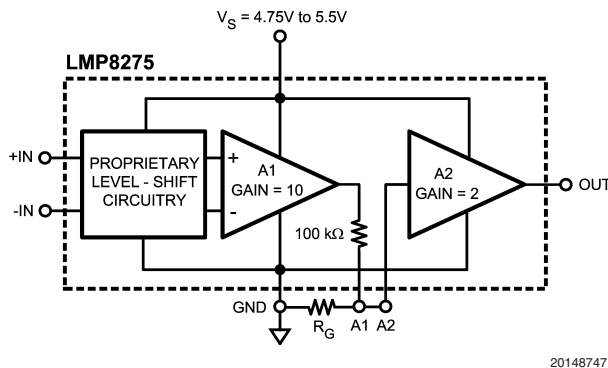 V_S = 4.75V to 5.5V
LMP8275
+IN
-IN
PROPRIETARY
LEVEL - SHIFT
CIRCUITRY
+
-
A1
GAIN = 10
100 kΩ
A2
GAIN = 2
OUT
GND
R_G
A1
A2
20148747